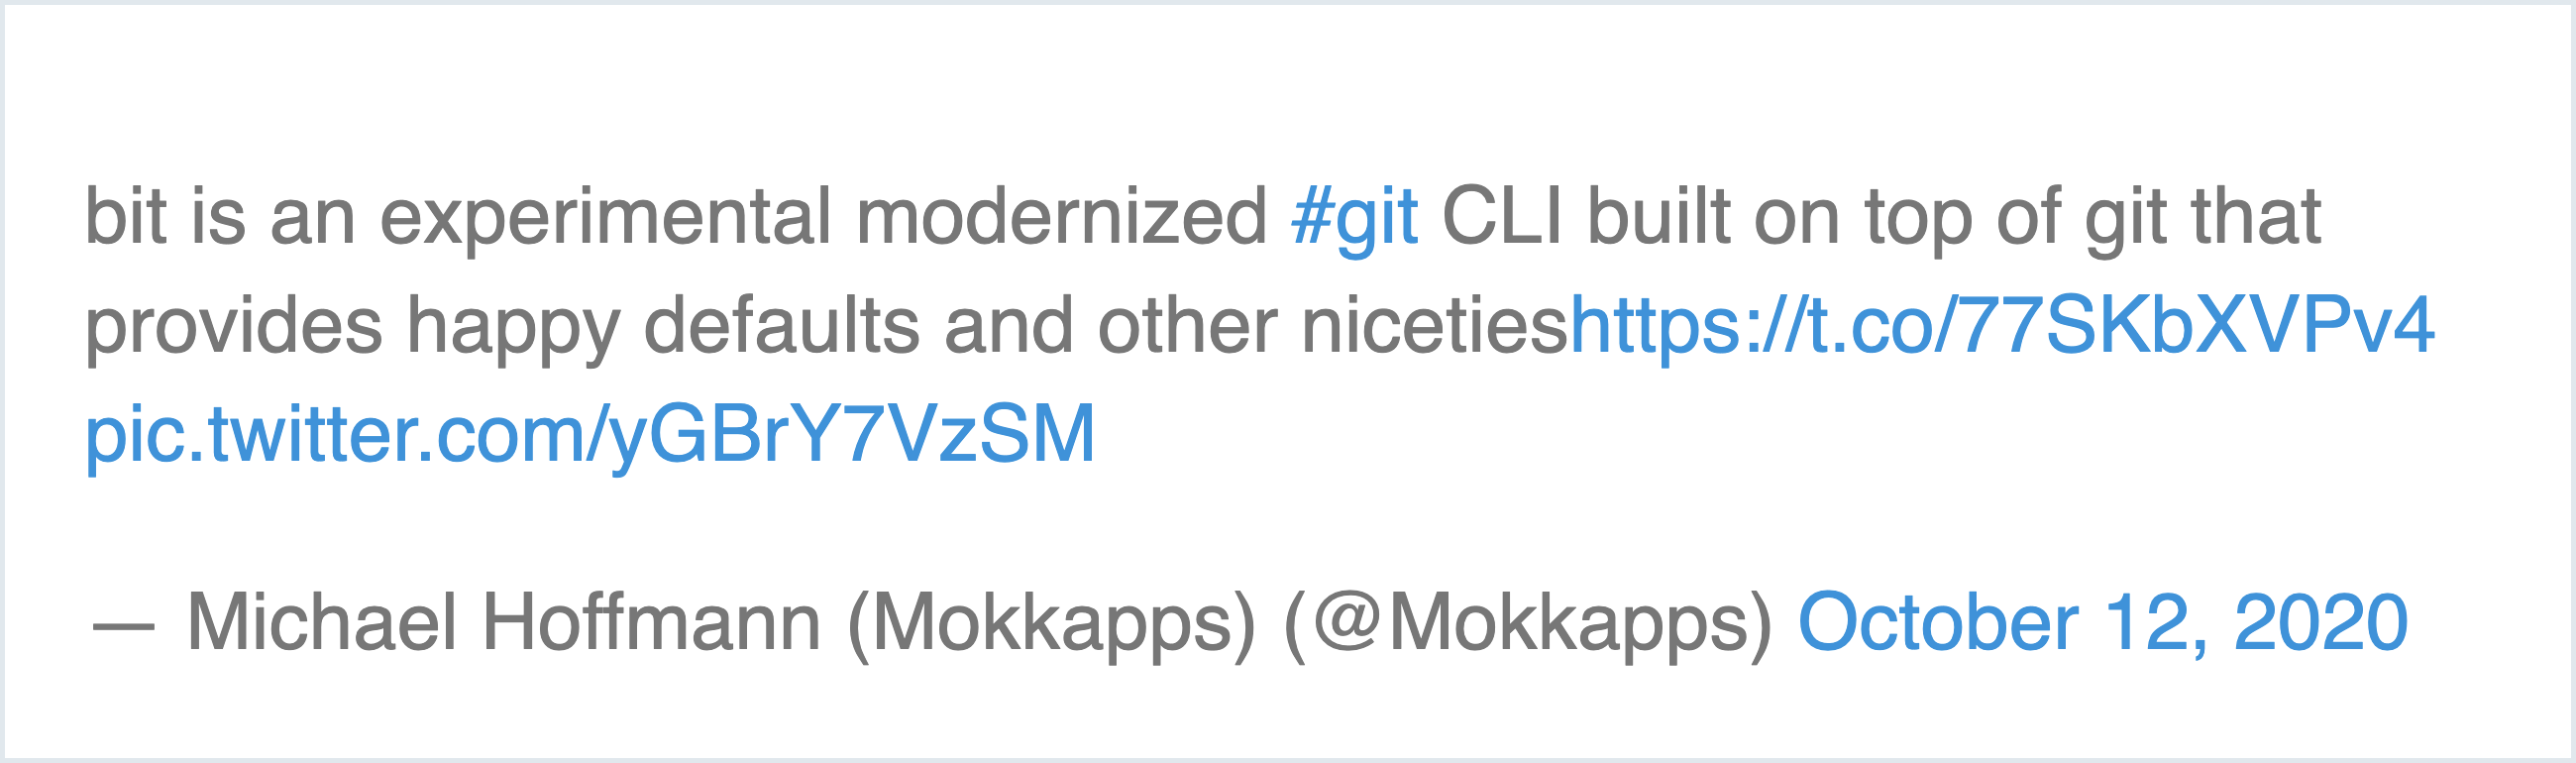 bit is an experimental modernized #git CLI built on top of git that
provides happy defaults and other nicetieshttps://t.co/77SKbXVPv4
pic.twitter.com/yGBrY7VzSM
— Michael Hoffmann (Mokkapps) (@Mokkapps) October 12, 2020